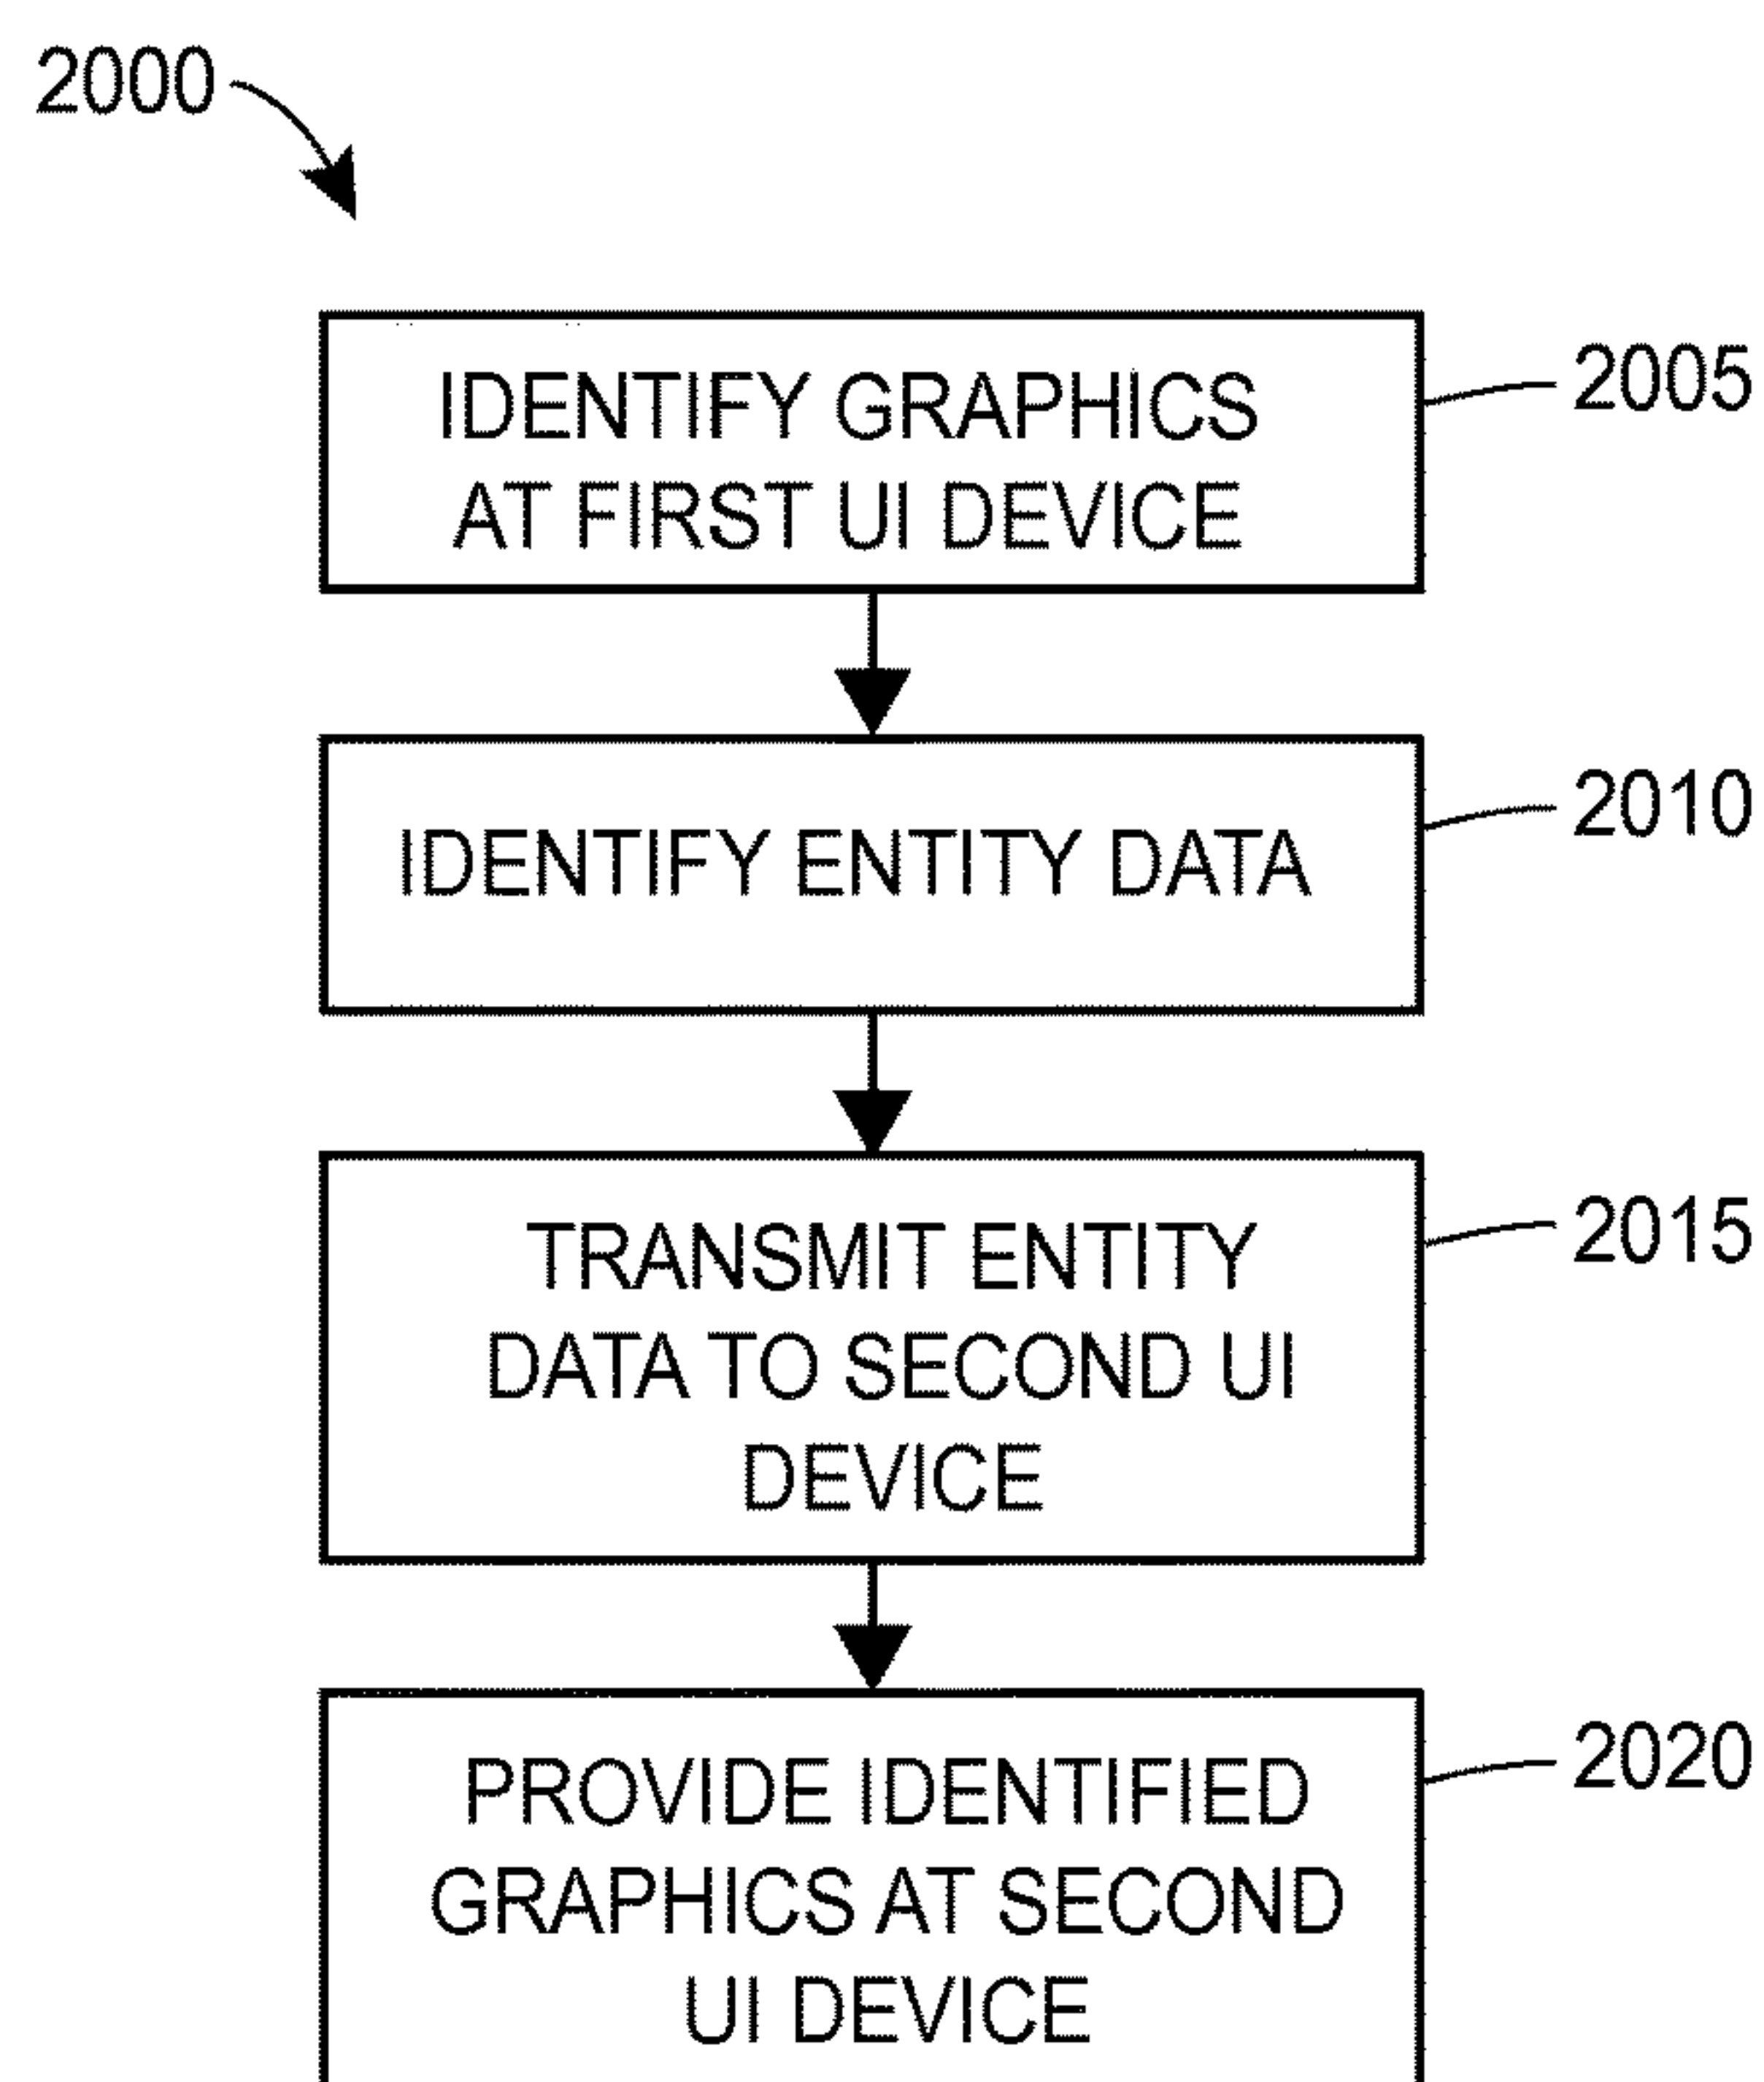 2000
IDENTIFY GRAPHICS
AT FIRST UI DEVICE
2005
IDENTIFY ENTITY DATA
2010
TRANSMIT ENTITY
DATA TO SECOND UI
DEVICE
2015
PROVIDE IDENTIFIED
GRAPHICS AT SECOND
UI DEVICE
2020